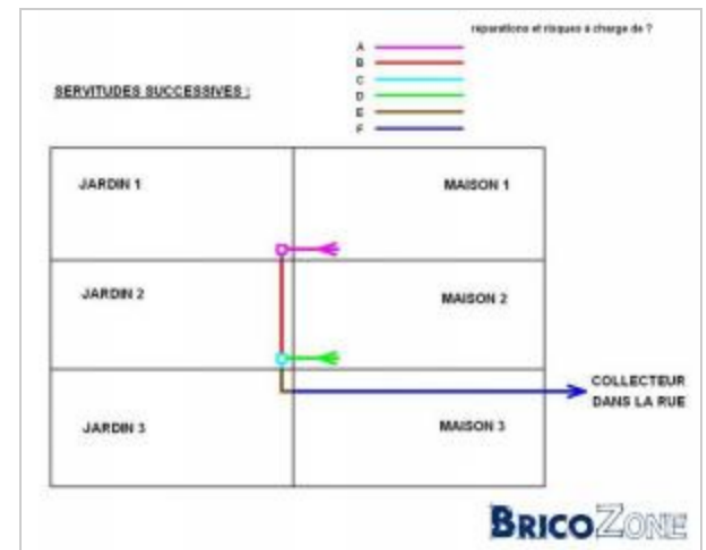 réparations et risques à charge de ?
A
B
SERVITUDES SUCCESSIVES :
C
D
E
F
JARDIN 1
MAISON 1
JARDIN 2
MAISON 2
COLLECTEUR
DANS LA RUE
JARDIN 3
MAISON 3
BRICOZONE